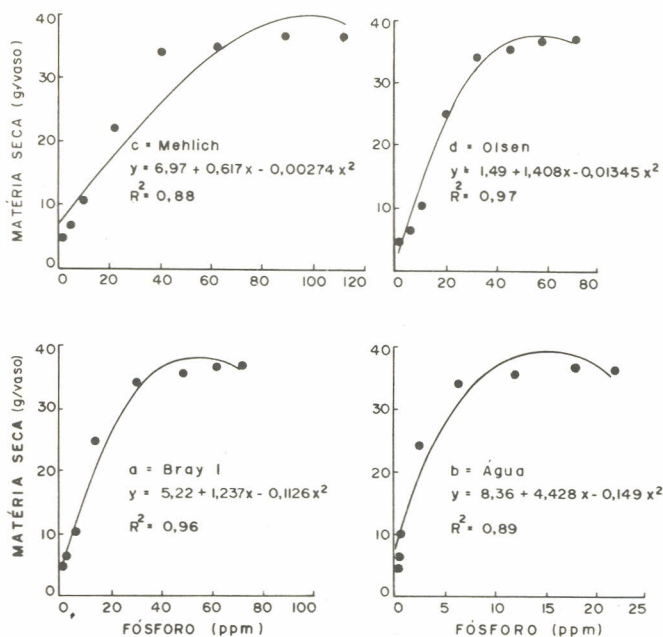 MATÉRIA SECA (g/vaso)
40
30
20
10
0
c = Mehlich
y = 6,97 + 0,617x – 0,00274 x²
R² = 0,88
0 20 40 60 80 100 120
40
30
20
10
0
d = Olsen
y = 1,49 + 1,408x – 0,01345 x²
R² = 0,97
0 20 40 60 80
MATÉRIA SECA (g/vaso)
40
30
20
10
0
a = Bray I
y = 5,22 + 1,237x – 0,1126x²
R² = 0,96
0 20 40 60 80 100
FÓSFORO (ppm)
40
30
20
10
0
b = Água
y = 8,36 + 4,428x – 0,149x²
R² = 0,89
0 5 10 15 20 25
FÓSFORO (ppm)